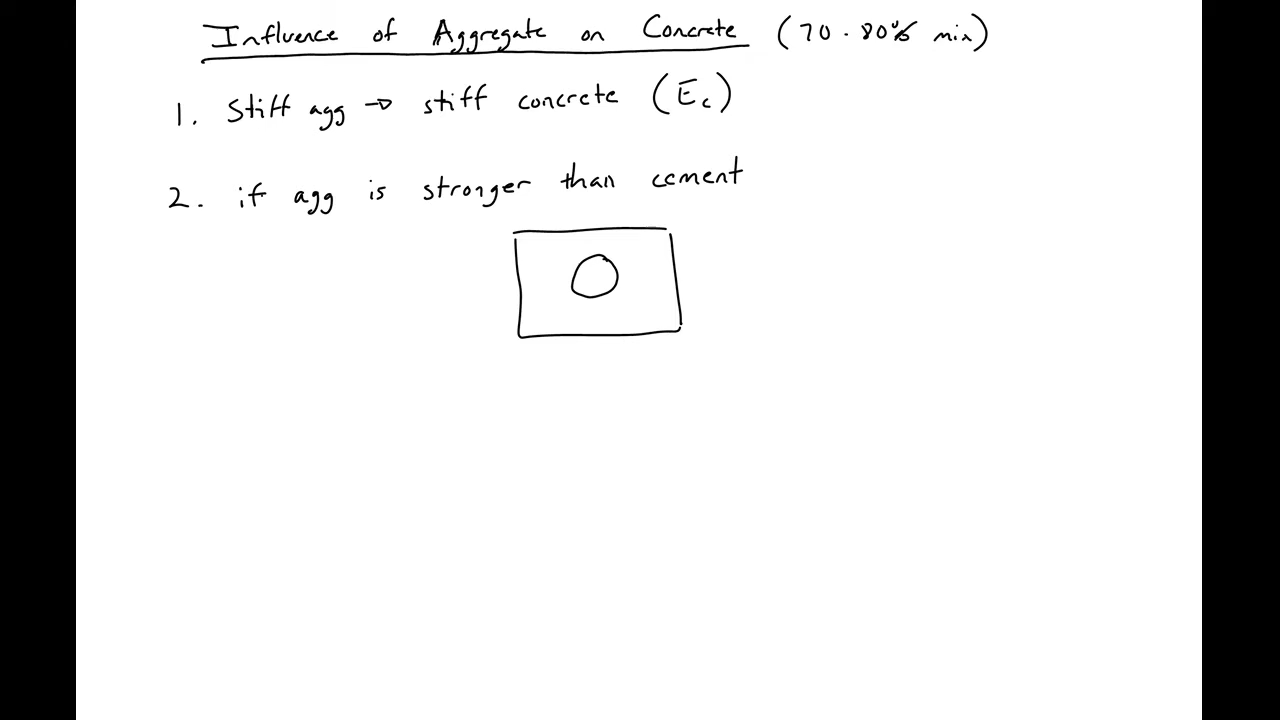 Influence of Aggregate on Concrete (70-80% mix)
1. Stiff agg → stiff concrete (Ec)
2. if agg is stronger than cement